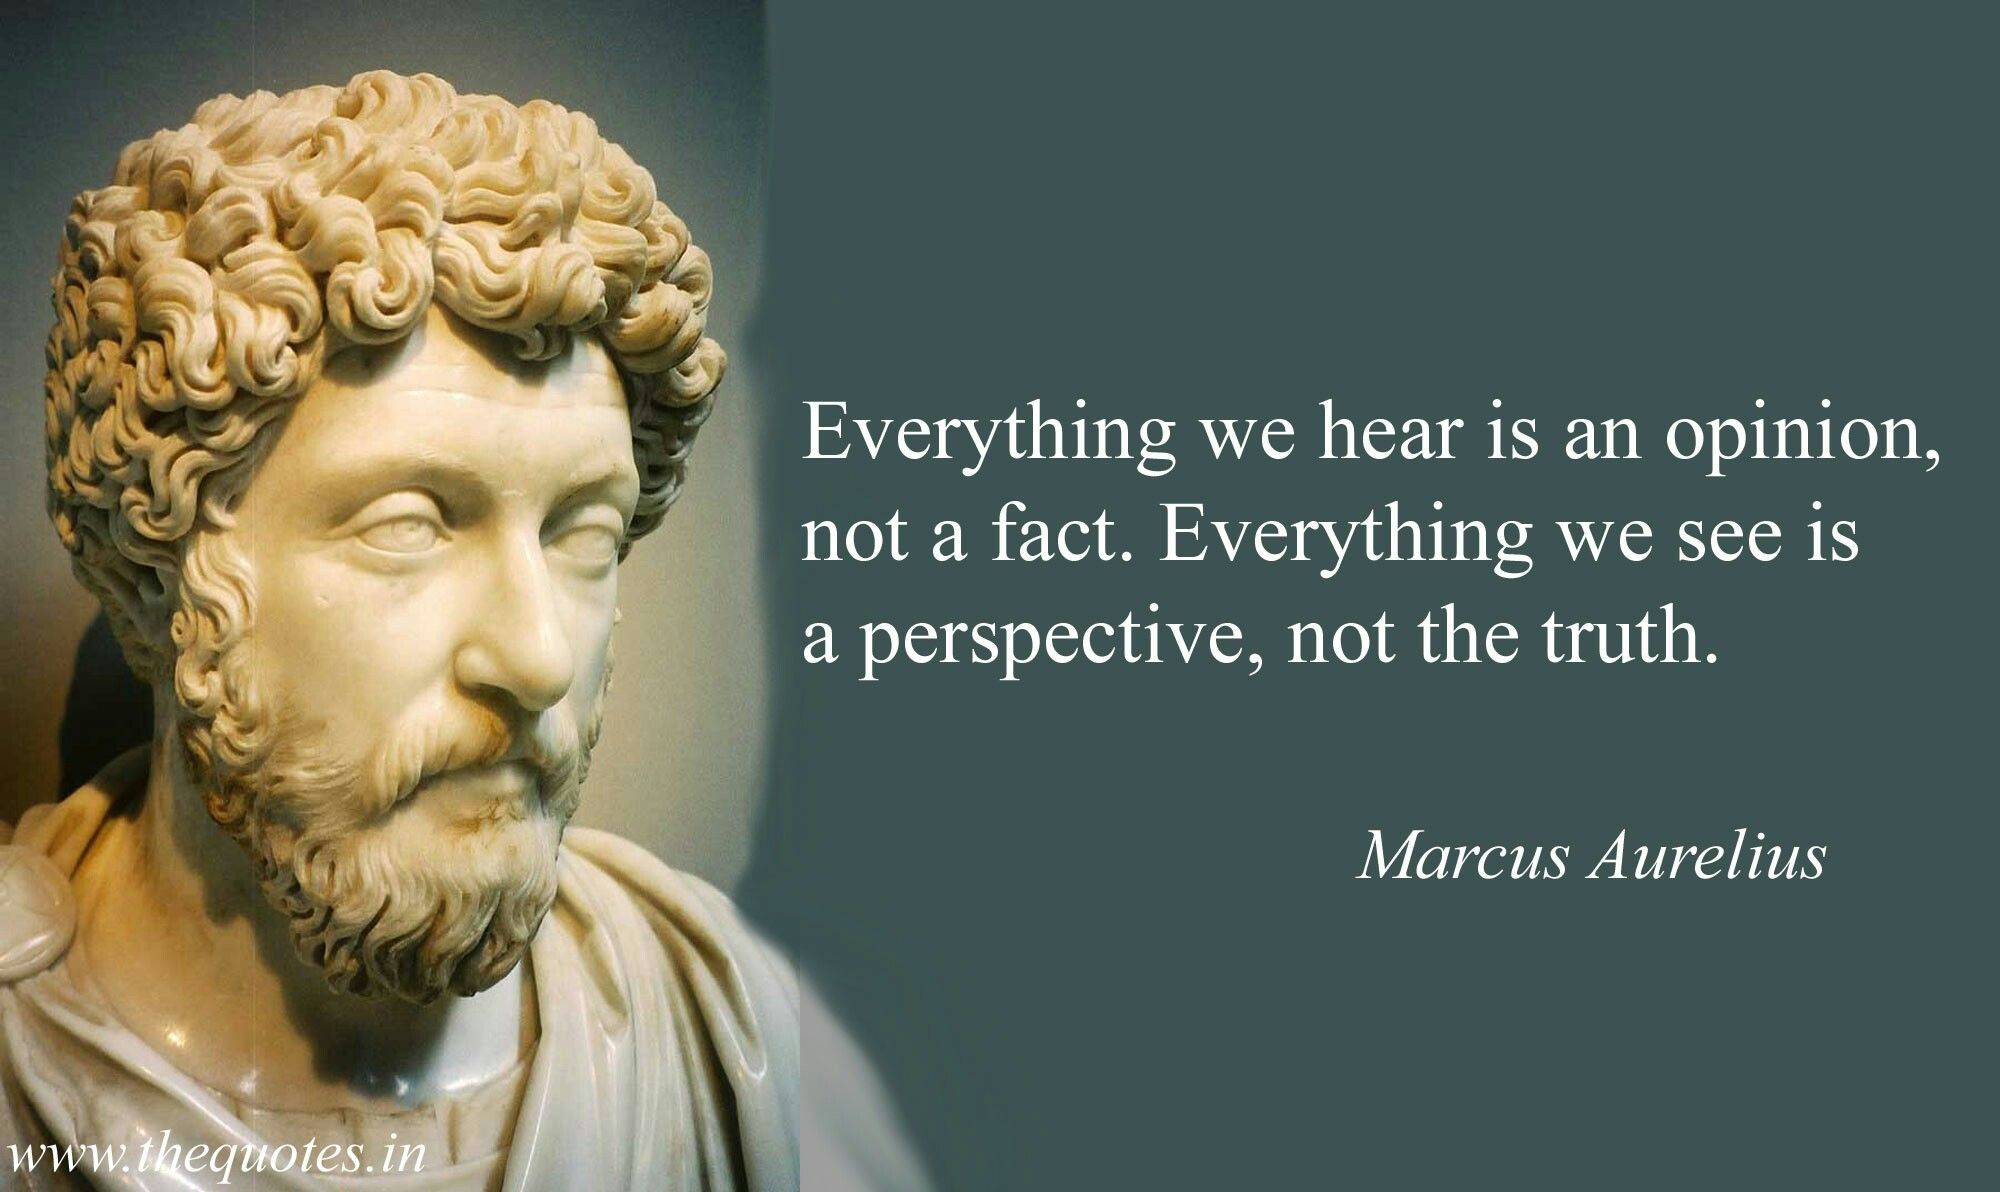 Everything we hear is an opinion,
not a fact. Everything we see is
a perspective, not the truth.
Marcus Aurelius
www.thequotes.in